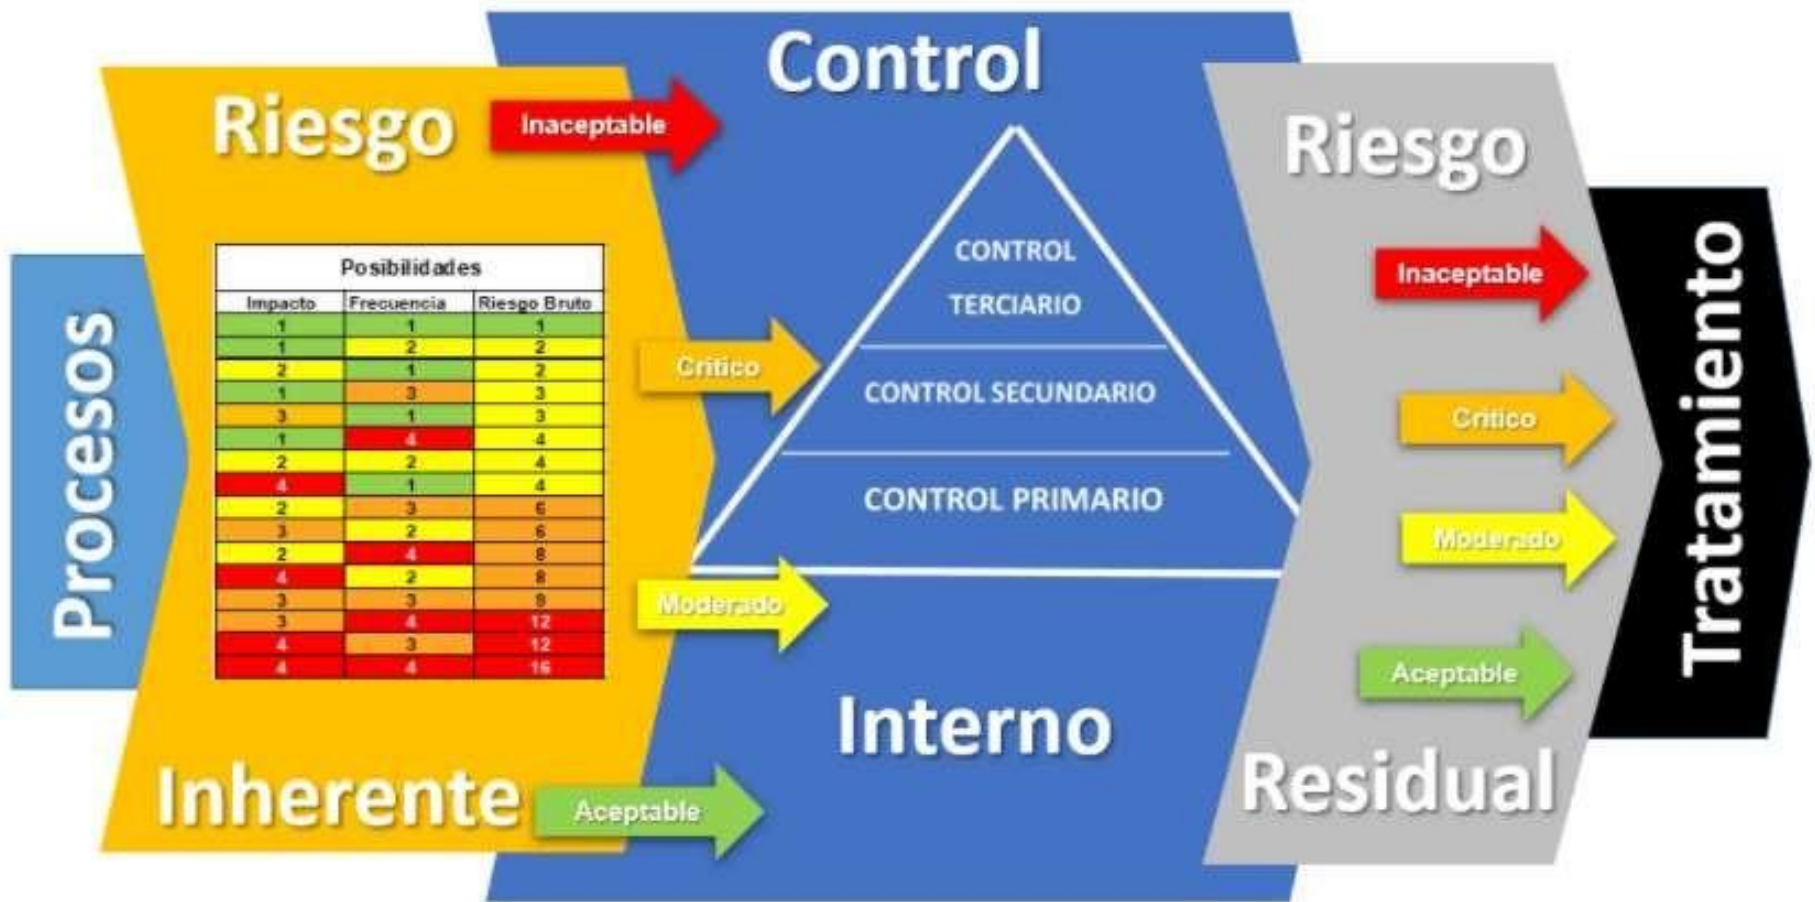 Procesos
Riesgo
Inaceptable
Posibilidades
Impacto Frecuencia Riesgo Bruto
1 1 1
1 2 2
2 1 2
1 3 3
3 1 3
1 4 4
2 2 4
4 1 4
2 3 6
3 2 6
2 4 8
4 2 8
3 3 9
3 4 12
4 3 12
4 4 16
Crítico
Moderado
Inherente
Aceptable
Control
CONTROL
TERCIARIO
CONTROL SECUNDARIO
CONTROL PRIMARIO
Interno
Riesgo
Inaceptable
Crítico
Moderado
Aceptable
Residual
Tratamiento